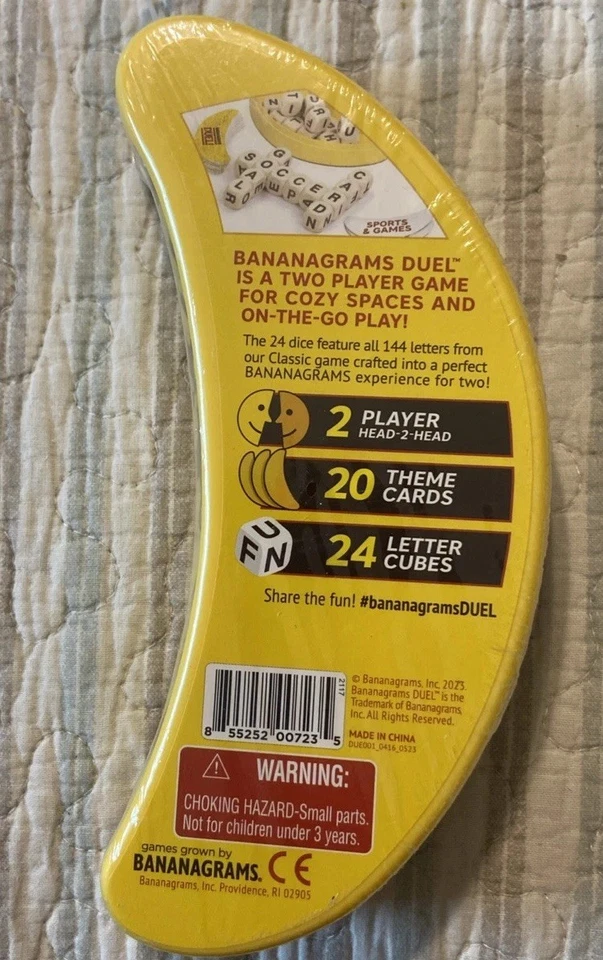 SOCCER
SPORTS
& GAMES
BANANAGRAMS DUEL™
IS A TWO PLAYER GAME
FOR COZY SPACES AND
ON-THE-GO PLAY!
The 24 dice feature all 144 letters from
our Classic game crafted into a perfect
BANANAGRAMS experience for two!
2 PLAYER
HEAD-2-HEAD
20 THEME
CARDS
U
F N
24 LETTER
CUBES
Share the fun! #bananagramsDUEL
2117
8 55252 00723 5
© Bananagrams, Inc. 2023.
Bananagrams DUEL™ is the
Trademark of Bananagrams,
Inc. All Rights Reserved.
MADE IN CHINA
DUE001_0416_0523
WARNING:
CHOKING HAZARD-Small parts.
Not for children under 3 years.
games grown by
BANANAGRAMS. CE
Bananagrams, Inc. Providence, RI 02905